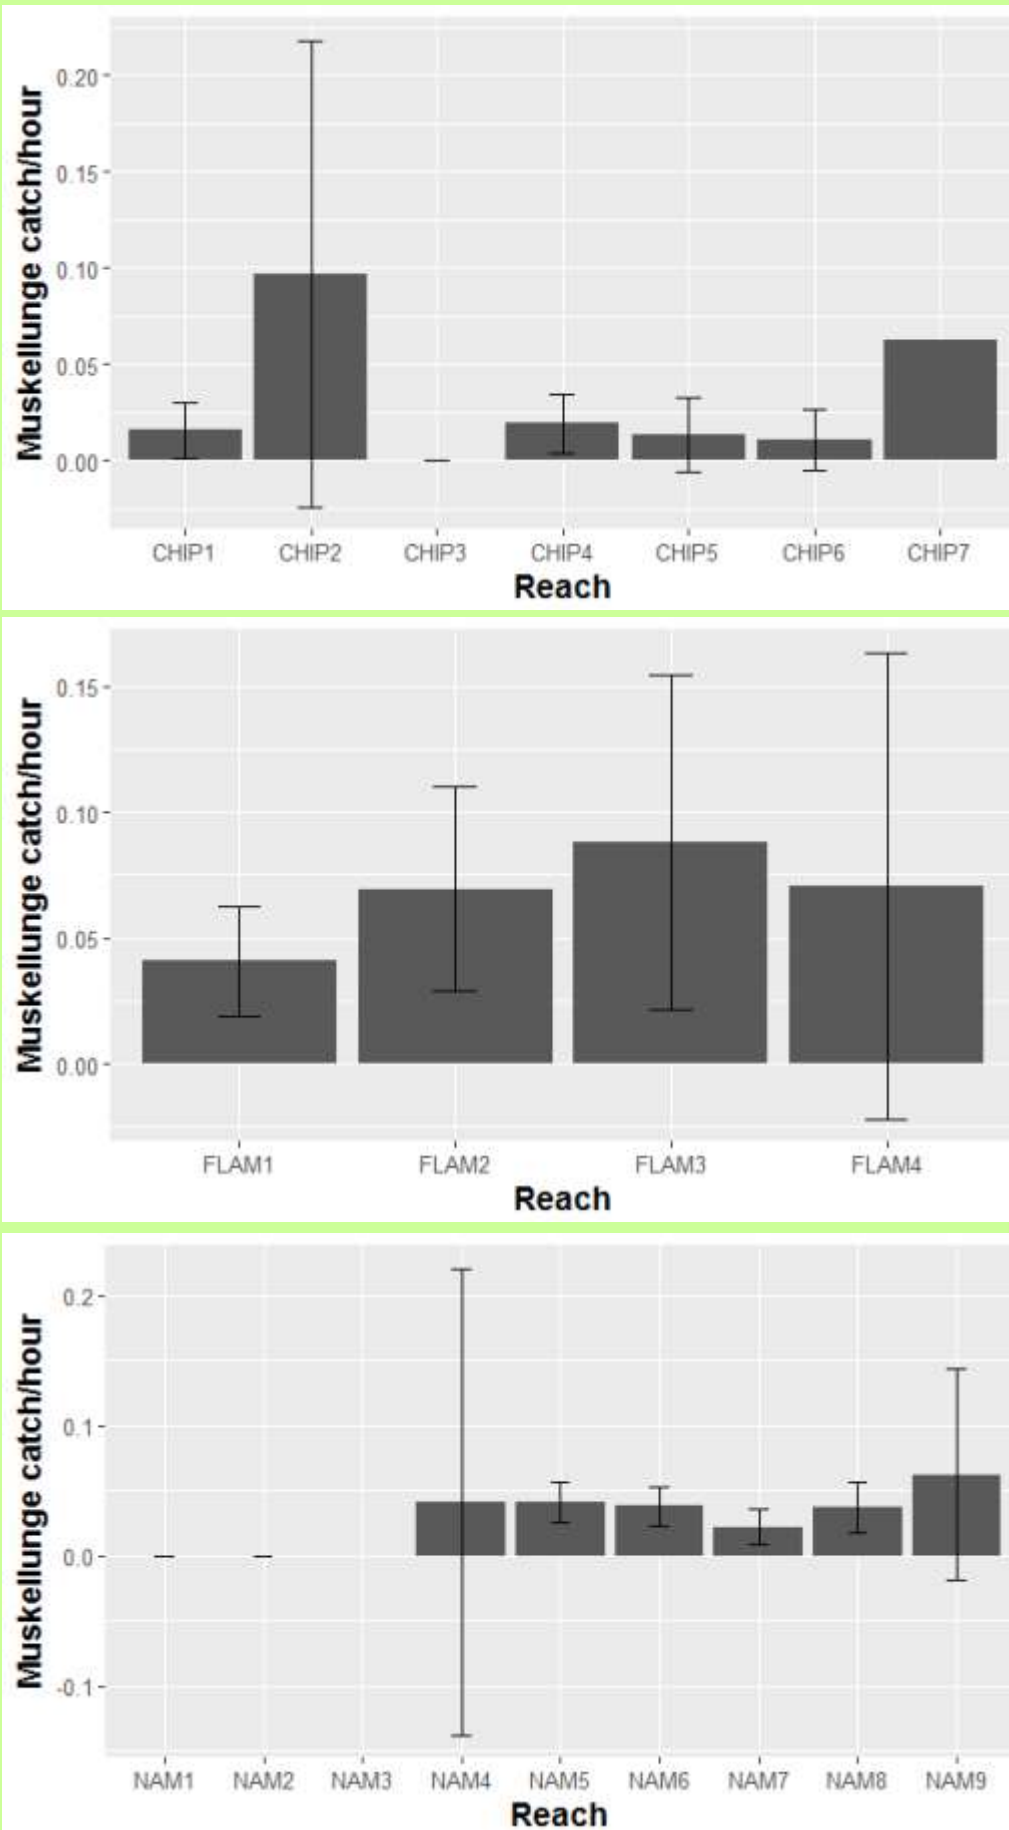 Muskellunge catch/hour
0.20
0.15
0.10
0.05
0.00
CHIP1 CHIP2 CHIP3 CHIP4 CHIP5 CHIP6 CHIP7
Reach
Muskellunge catch/hour
0.15
0.10
0.05
0.00
FLAM1 FLAM2 FLAM3 FLAM4
Reach
Muskellunge catch/hour
0.2
0.1
0.0
-0.1
NAM1 NAM2 NAM3 NAM4 NAM5 NAM6 NAM7 NAM8 NAM9
Reach